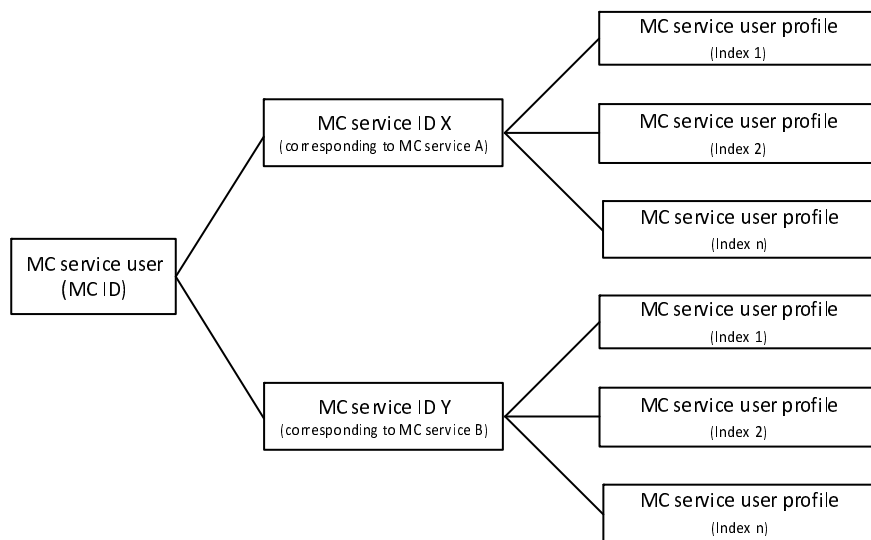 MC service user
(MC ID)
MC service ID X
(corresponding to MC service A)
MC service user profile
(Index 1)
MC service user profile
(Index 2)
MC service user profile
(Index n)
MC service ID Y
(corresponding to MC service B)
MC service user profile
(Index 1)
MC service user profile
(Index 2)
MC service user profile
(Index n)